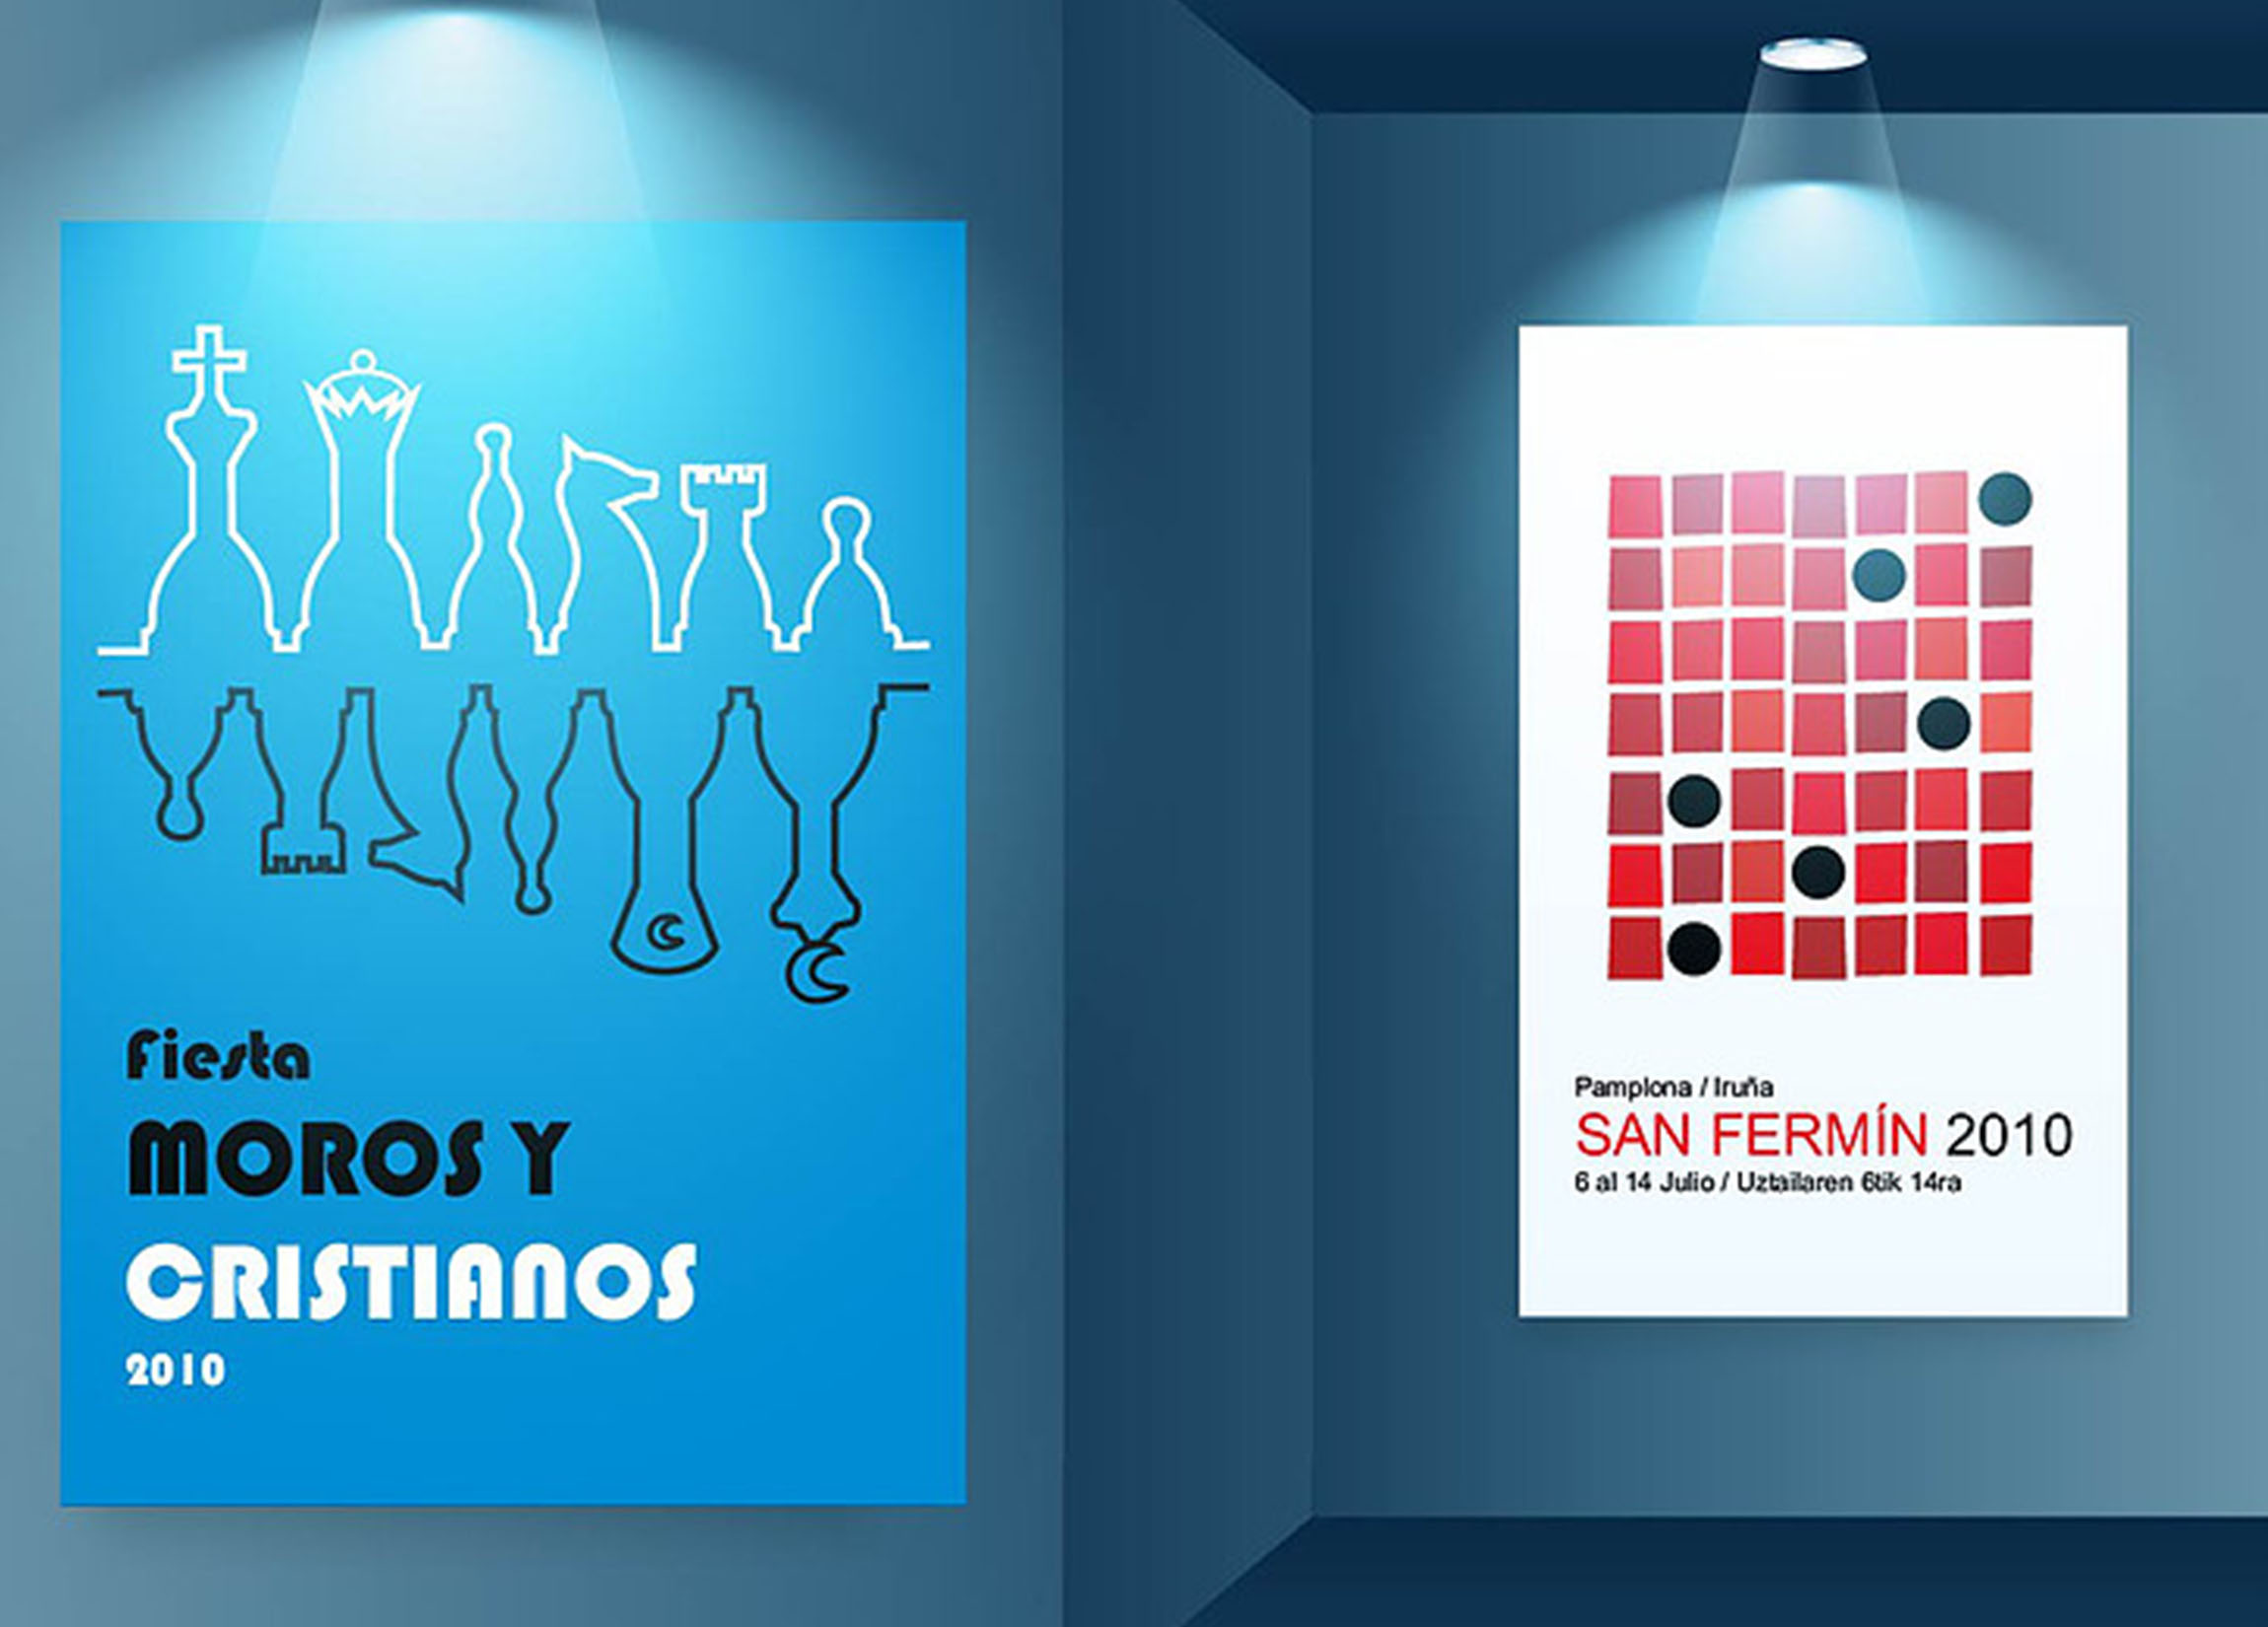 Fiesta
MOROS Y
CRISTIANOS
2010
Pamplona / Iruña
SAN FERMÍN 2010
6 al 14 Julio / Uztailaren 6tik 14ra